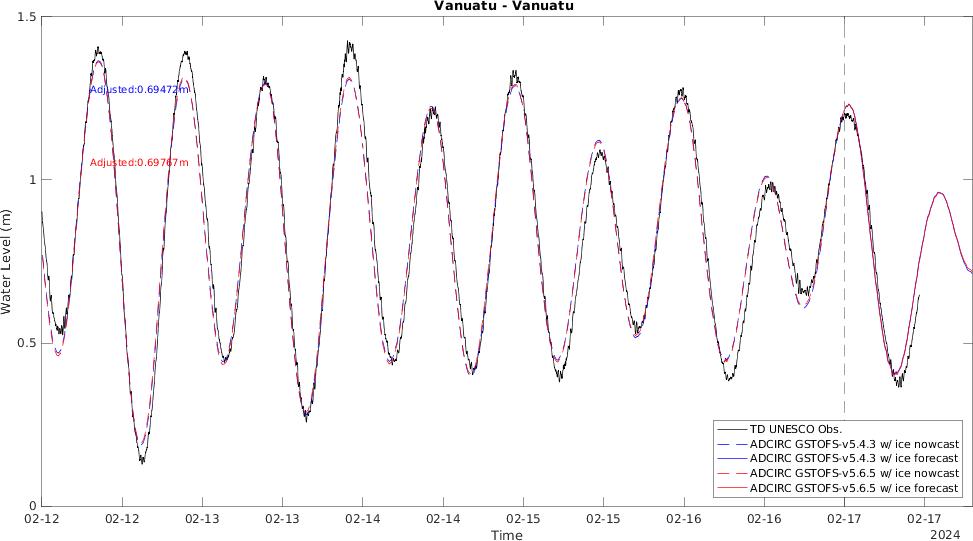 Vanuatu - Vanuatu
1.5
Adjusted:0.69472m
Adjusted:0.69767m
1
Water Level (m)
0.5
TD UNESCO Obs.
ADCIRC GSTOFS-v5.4.3 w/ ice nowcast
ADCIRC GSTOFS-v5.4.3 w/ ice forecast
ADCIRC GSTOFS-v5.6.5 w/ ice nowcast
ADCIRC GSTOFS-v5.6.5 w/ ice forecast
0
02-12 02-12 02-13 02-13 02-14 02-14 02-15 02-15 02-16 02-16 02-17 02-17
2024
Time